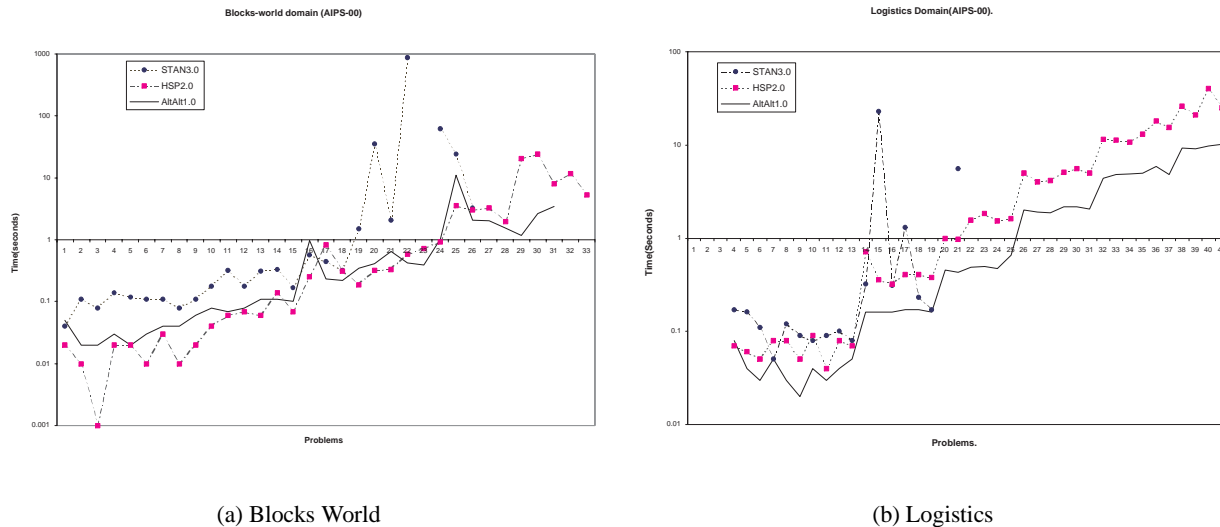 Blocks-world domain (AIPS-00)
1000
100
10
1
0.1
0.01
0.001
Time(seconds)
STAN3.0
HSP2.0
AltAlt1.0
1 2 3 4 5 6 7 8 9 10 11 12 13 14 15 16 17 18 19 20 21 22 23 24 25 26 27 28 29 30 31 32 33
Problems
(a) Blocks World
Logistics Domain(AIPS-00).
100
10
1
0.1
0.01
Time(Seconds)
STAN3.0
HSP2.0
AltAlt1.0
1 2 3 4 5 6 7 8 9 10 11 12 13 14 15 16 17 18 19 20 21 22 23 24 25 26 27 28 29 30 31 32 33 34 35 36 37 38 39 40
Problems.
(b) Logistics